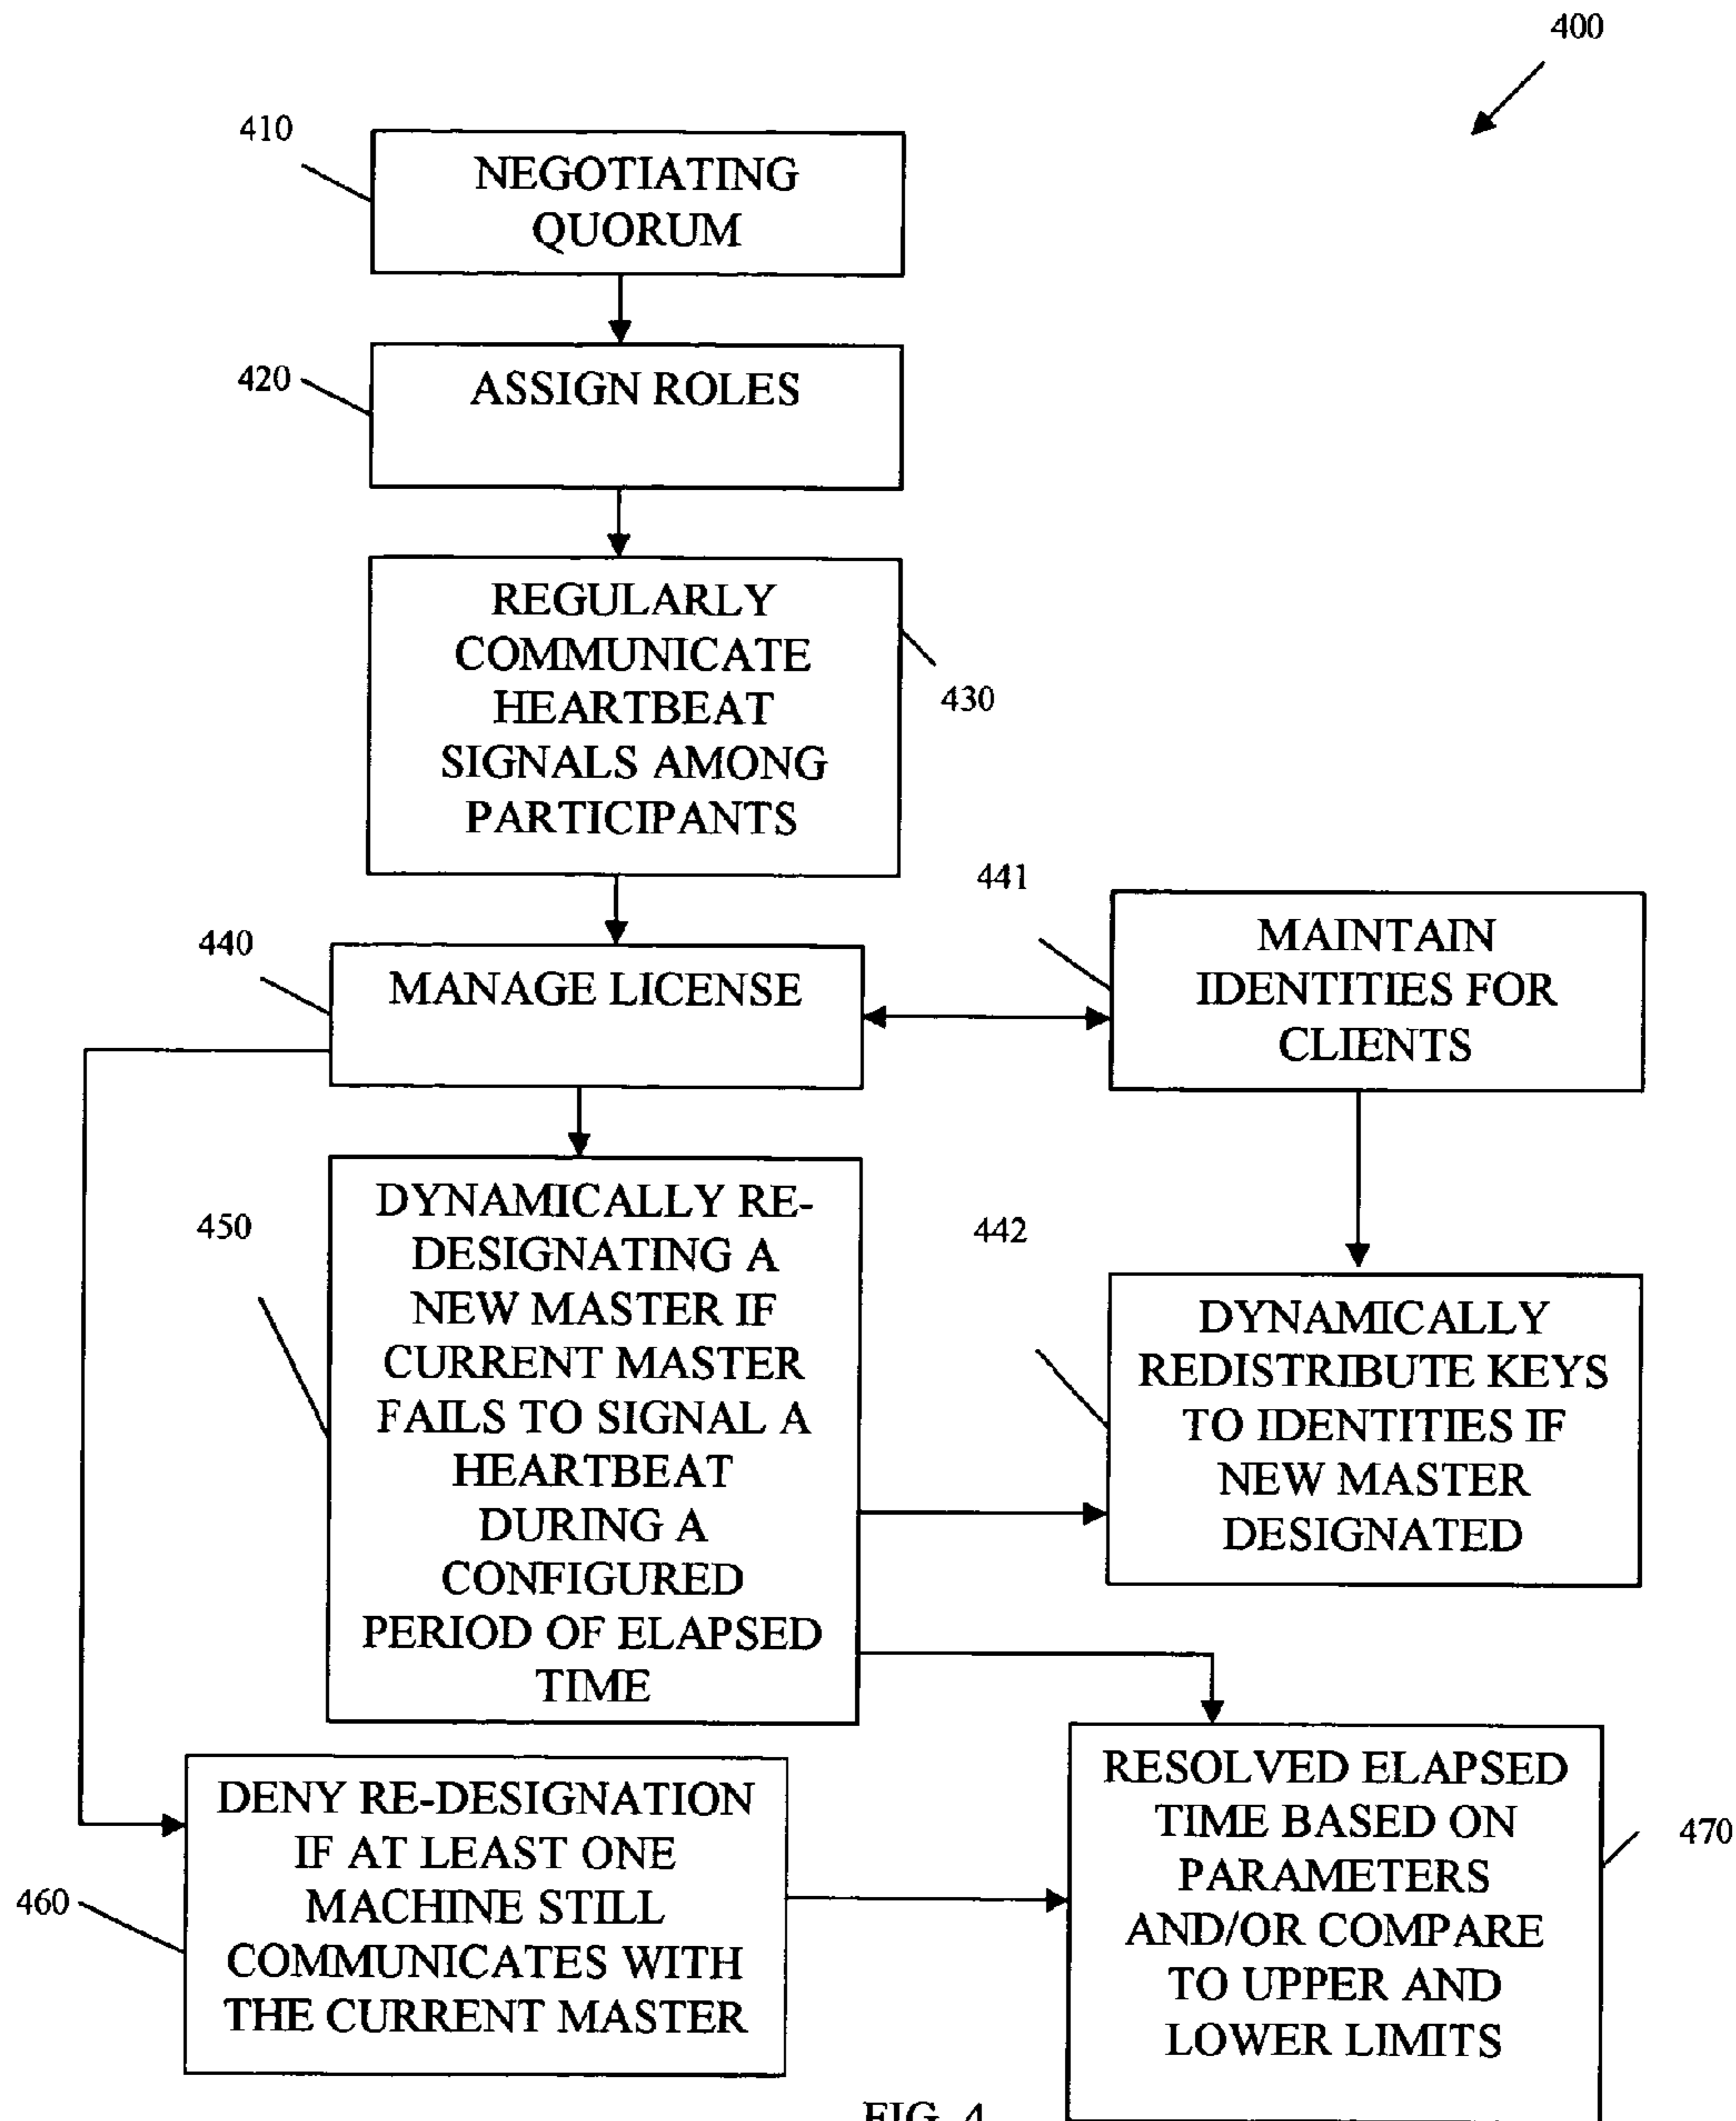 400
410
NEGOTIATING
QUORUM
420
ASSIGN ROLES
REGULARLY
COMMUNICATE
HEARTBEAT
SIGNALS AMONG
PARTICIPANTS
430
440
MANAGE LICENSE
441
MAINTAIN
IDENTITIES FOR
CLIENTS
450
DYNAMICALLY RE-
DESIGNATING A
NEW MASTER IF
CURRENT MASTER
FAILS TO SIGNAL A
HEARTBEAT
DURING A
CONFIGURED
PERIOD OF ELAPSED
TIME
442
DYNAMICALLY
REDISTRIBUTE KEYS
TO IDENTITIES IF
NEW MASTER
DESIGNATED
460
DENY RE-DESIGNATION
IF AT LEAST ONE
MACHINE STILL
COMMUNICATES WITH
THE CURRENT MASTER
RESOLVED ELAPSED
TIME BASED ON
PARAMETERS
AND/OR COMPARE
TO UPPER AND
LOWER LIMITS
470
FIG. 4